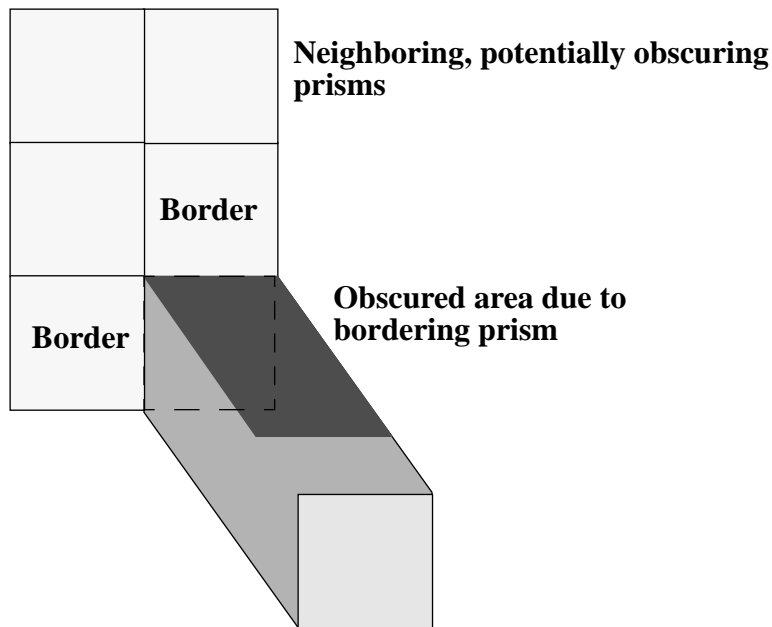 Neighboring, potentially obscuring
prisms
Border
Obscured area due to
bordering prism
Border